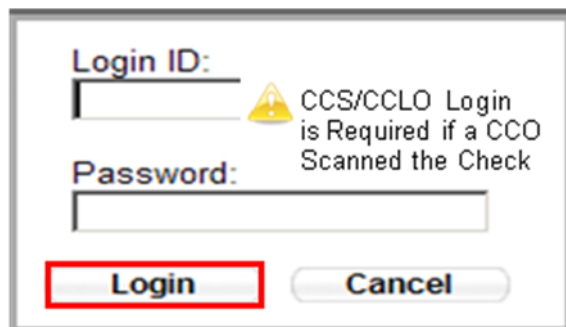 Login ID:
CCS/CCLO Login
is Required if a CCO
Scanned the Check
Password:
Login
Cancel